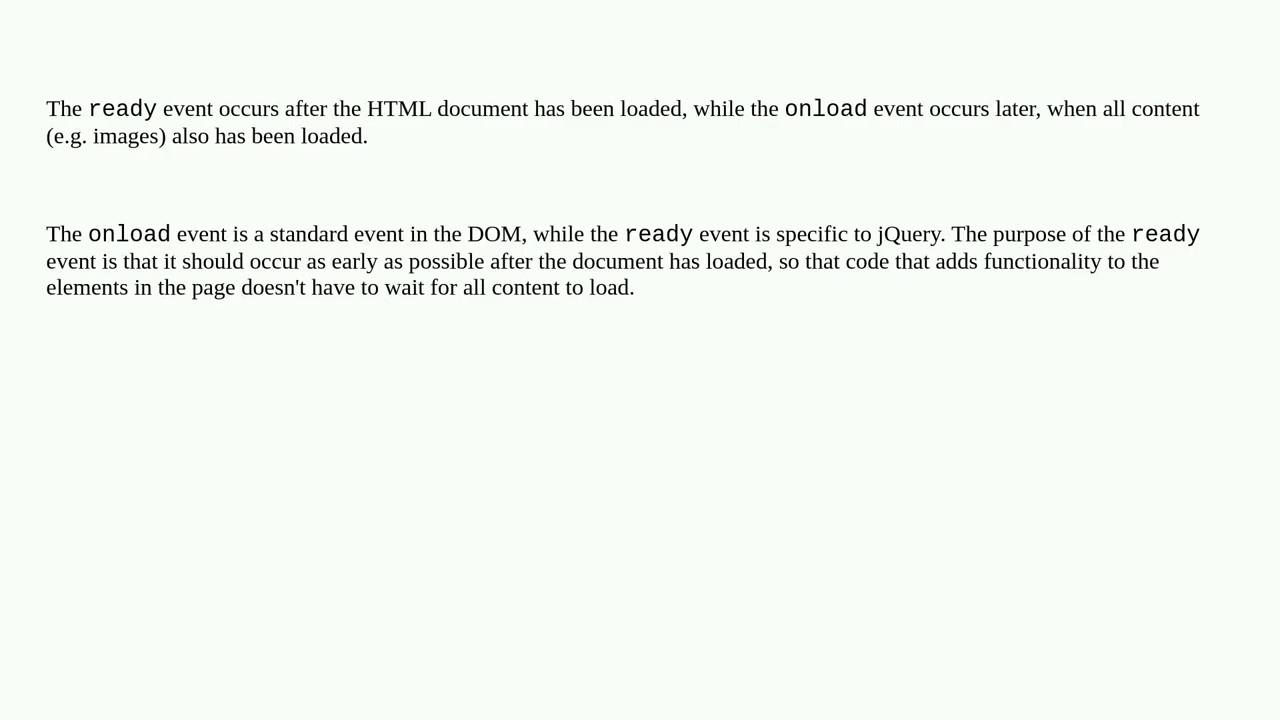 The ready event occurs after the HTML document has been loaded, while the onload event occurs later, when all content
(e.g. images) also has been loaded.
The onload event is a standard event in the DOM, while the ready event is specific to jQuery. The purpose of the ready
event is that it should occur as early as possible after the document has loaded, so that code that adds functionality to the
elements in the page doesn't have to wait for all content to load.